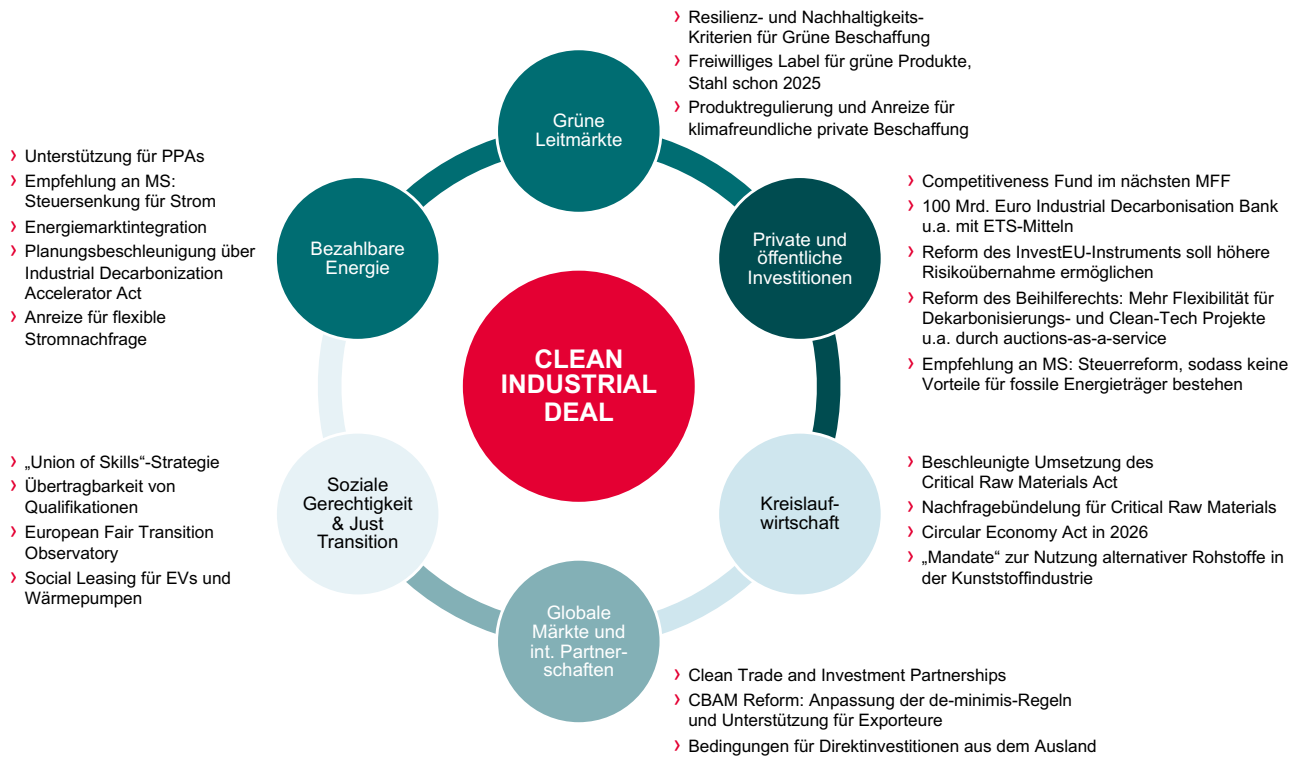 › Resilienz- und Nachhaltigkeits-
Kriterien für Grüne Beschaffung
› Freiwilliges Label für grüne Produkte,
Stahl schon 2025
› Produktregulierung und Anreize für
klimafreundliche private Beschaffung
Grüne
Leitmärkte
› Unterstützung für PPAs
› Empfehlung an MS:
Steuersenkung für Strom
› Energiemarktintegration
› Planungsbeschleunigung über
Industrial Decarbonization
Accelerator Act
› Anreize für flexible
Stromnachfrage
Bezahlbare
Energie
Private und
öffentliche
Investitionen
› Competitiveness Fund im nächsten MFF
› 100 Mrd. Euro Industrial Decarbonisation Bank
u.a. mit ETS-Mitteln
› Reform des InvestEU-Instruments soll höhere
Risikoübernahme ermöglichen
› Reform des Beihilferechts: Mehr Flexibilität für
Dekarbonisierungs- und Clean-Tech Projekte
u.a. durch auctions-as-a-service
› Empfehlung an MS: Steuerreform, sodass keine
Vorteile für fossile Energieträger bestehen
CLEAN
INDUSTRIAL
DEAL
› „Union of Skills“-Strategie
› Übertragbarkeit von
Qualifikationen
› European Fair Transition
Observatory
› Social Leasing für EVs und
Wärmepumpen
Soziale
Gerechtigkeit
& Just
Transition
Kreislauf-
wirtschaft
› Beschleunigte Umsetzung des
Critical Raw Materials Act
› Nachfragebündelung für Critical Raw Materials
› Circular Economy Act in 2026
› „Mandate“ zur Nutzung alternativer Rohstoffe in
der Kunststoffindustrie
Globale
Märkte und
int. Partner-
schaften
› Clean Trade and Investment Partnerships
› CBAM Reform: Anpassung der de-minimis-Regeln
und Unterstützung für Exporteure
› Bedingungen für Direktinvestitionen aus dem Ausland